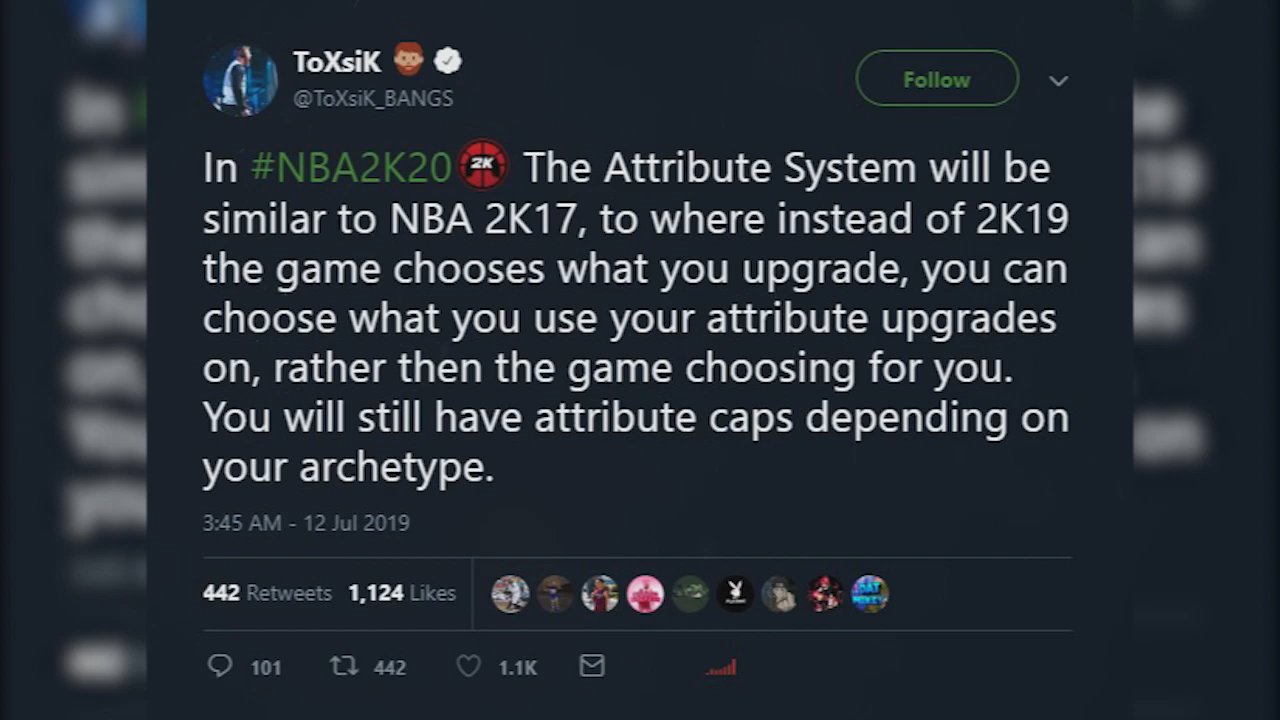 ToXsiK
@ToXsiK_BANGS
Follow
In #NBA2K20 2K The Attribute System will be
similar to NBA 2K17, to where instead of 2K19
the game chooses what you upgrade, you can
choose what you use your attribute upgrades
on, rather then the game choosing for you.
You will still have attribute caps depending on
your archetype.
3:45 AM - 12 Jul 2019
442 Retweets 1,124 Likes
101 442 1.1K